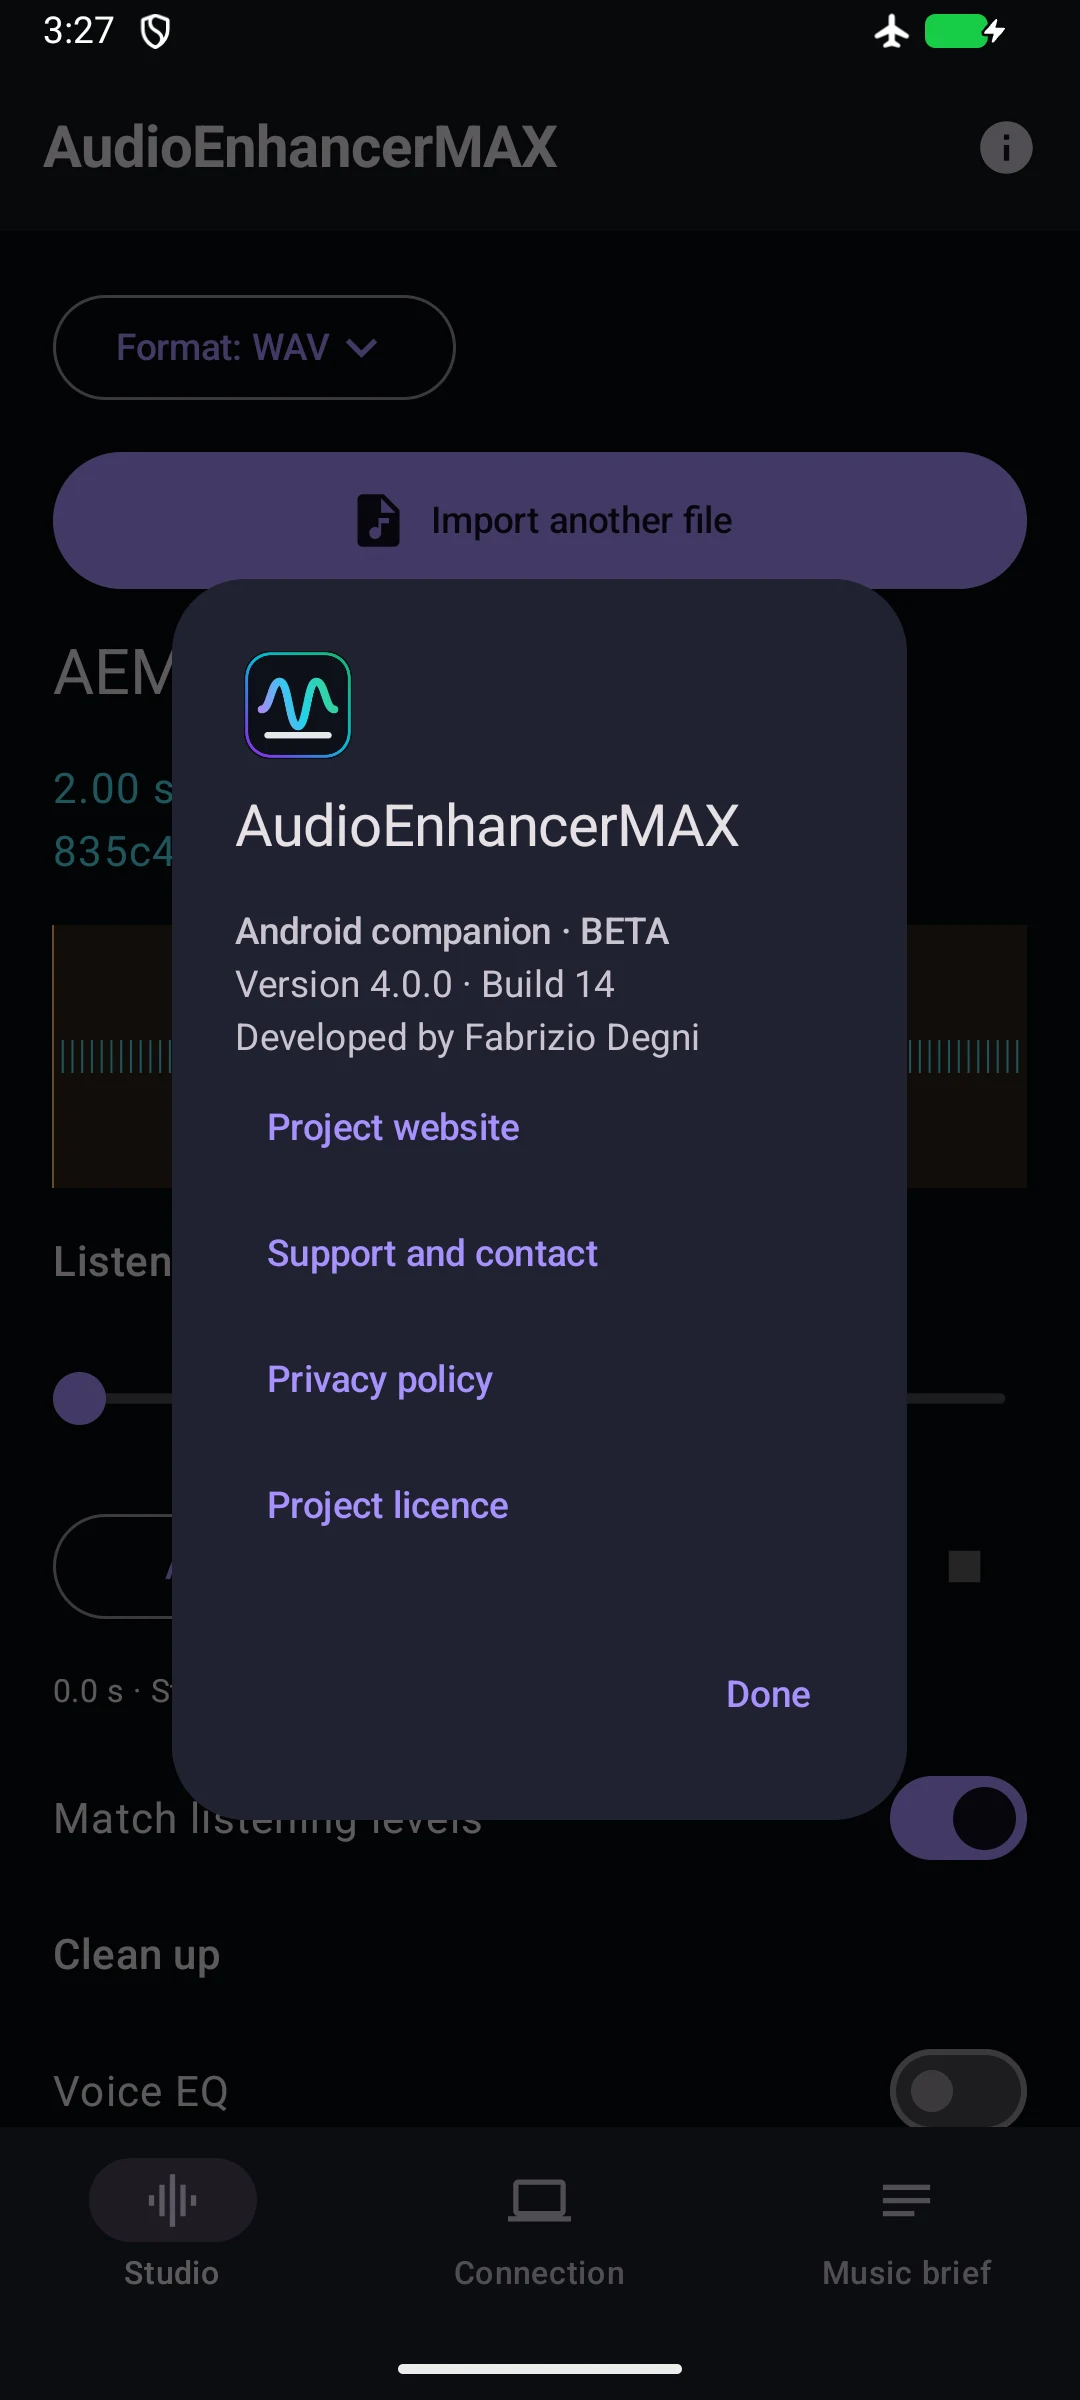 3:27
AudioEnhancerMAX
Format: WAV
Import another file
AEM
2.00 s
835c4
AudioEnhancerMAX
Android companion · BETA
Version 4.0.0 · Build 14
Developed by Fabrizio Degni
Project website
Support and contact
Privacy policy
Project licence
Done
Listen
0.0 s · S
Match listening levels
Clean up
Voice EQ
Studio
Connection
Music brief